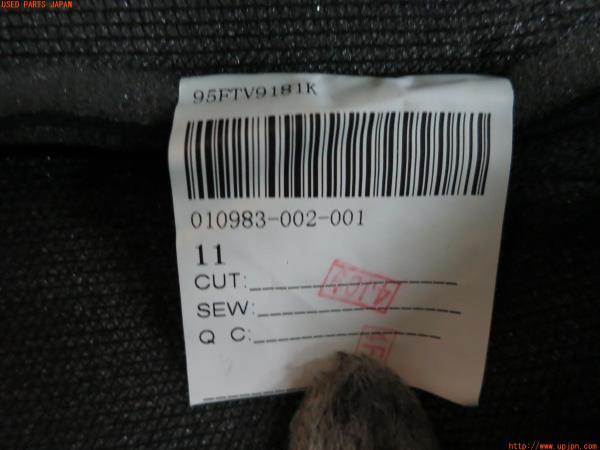 USED PARTS JAPAN
95FTV9181K
010983-002-001
11
CUT:
SEW:
Q C:
http://www.upjpn.com/